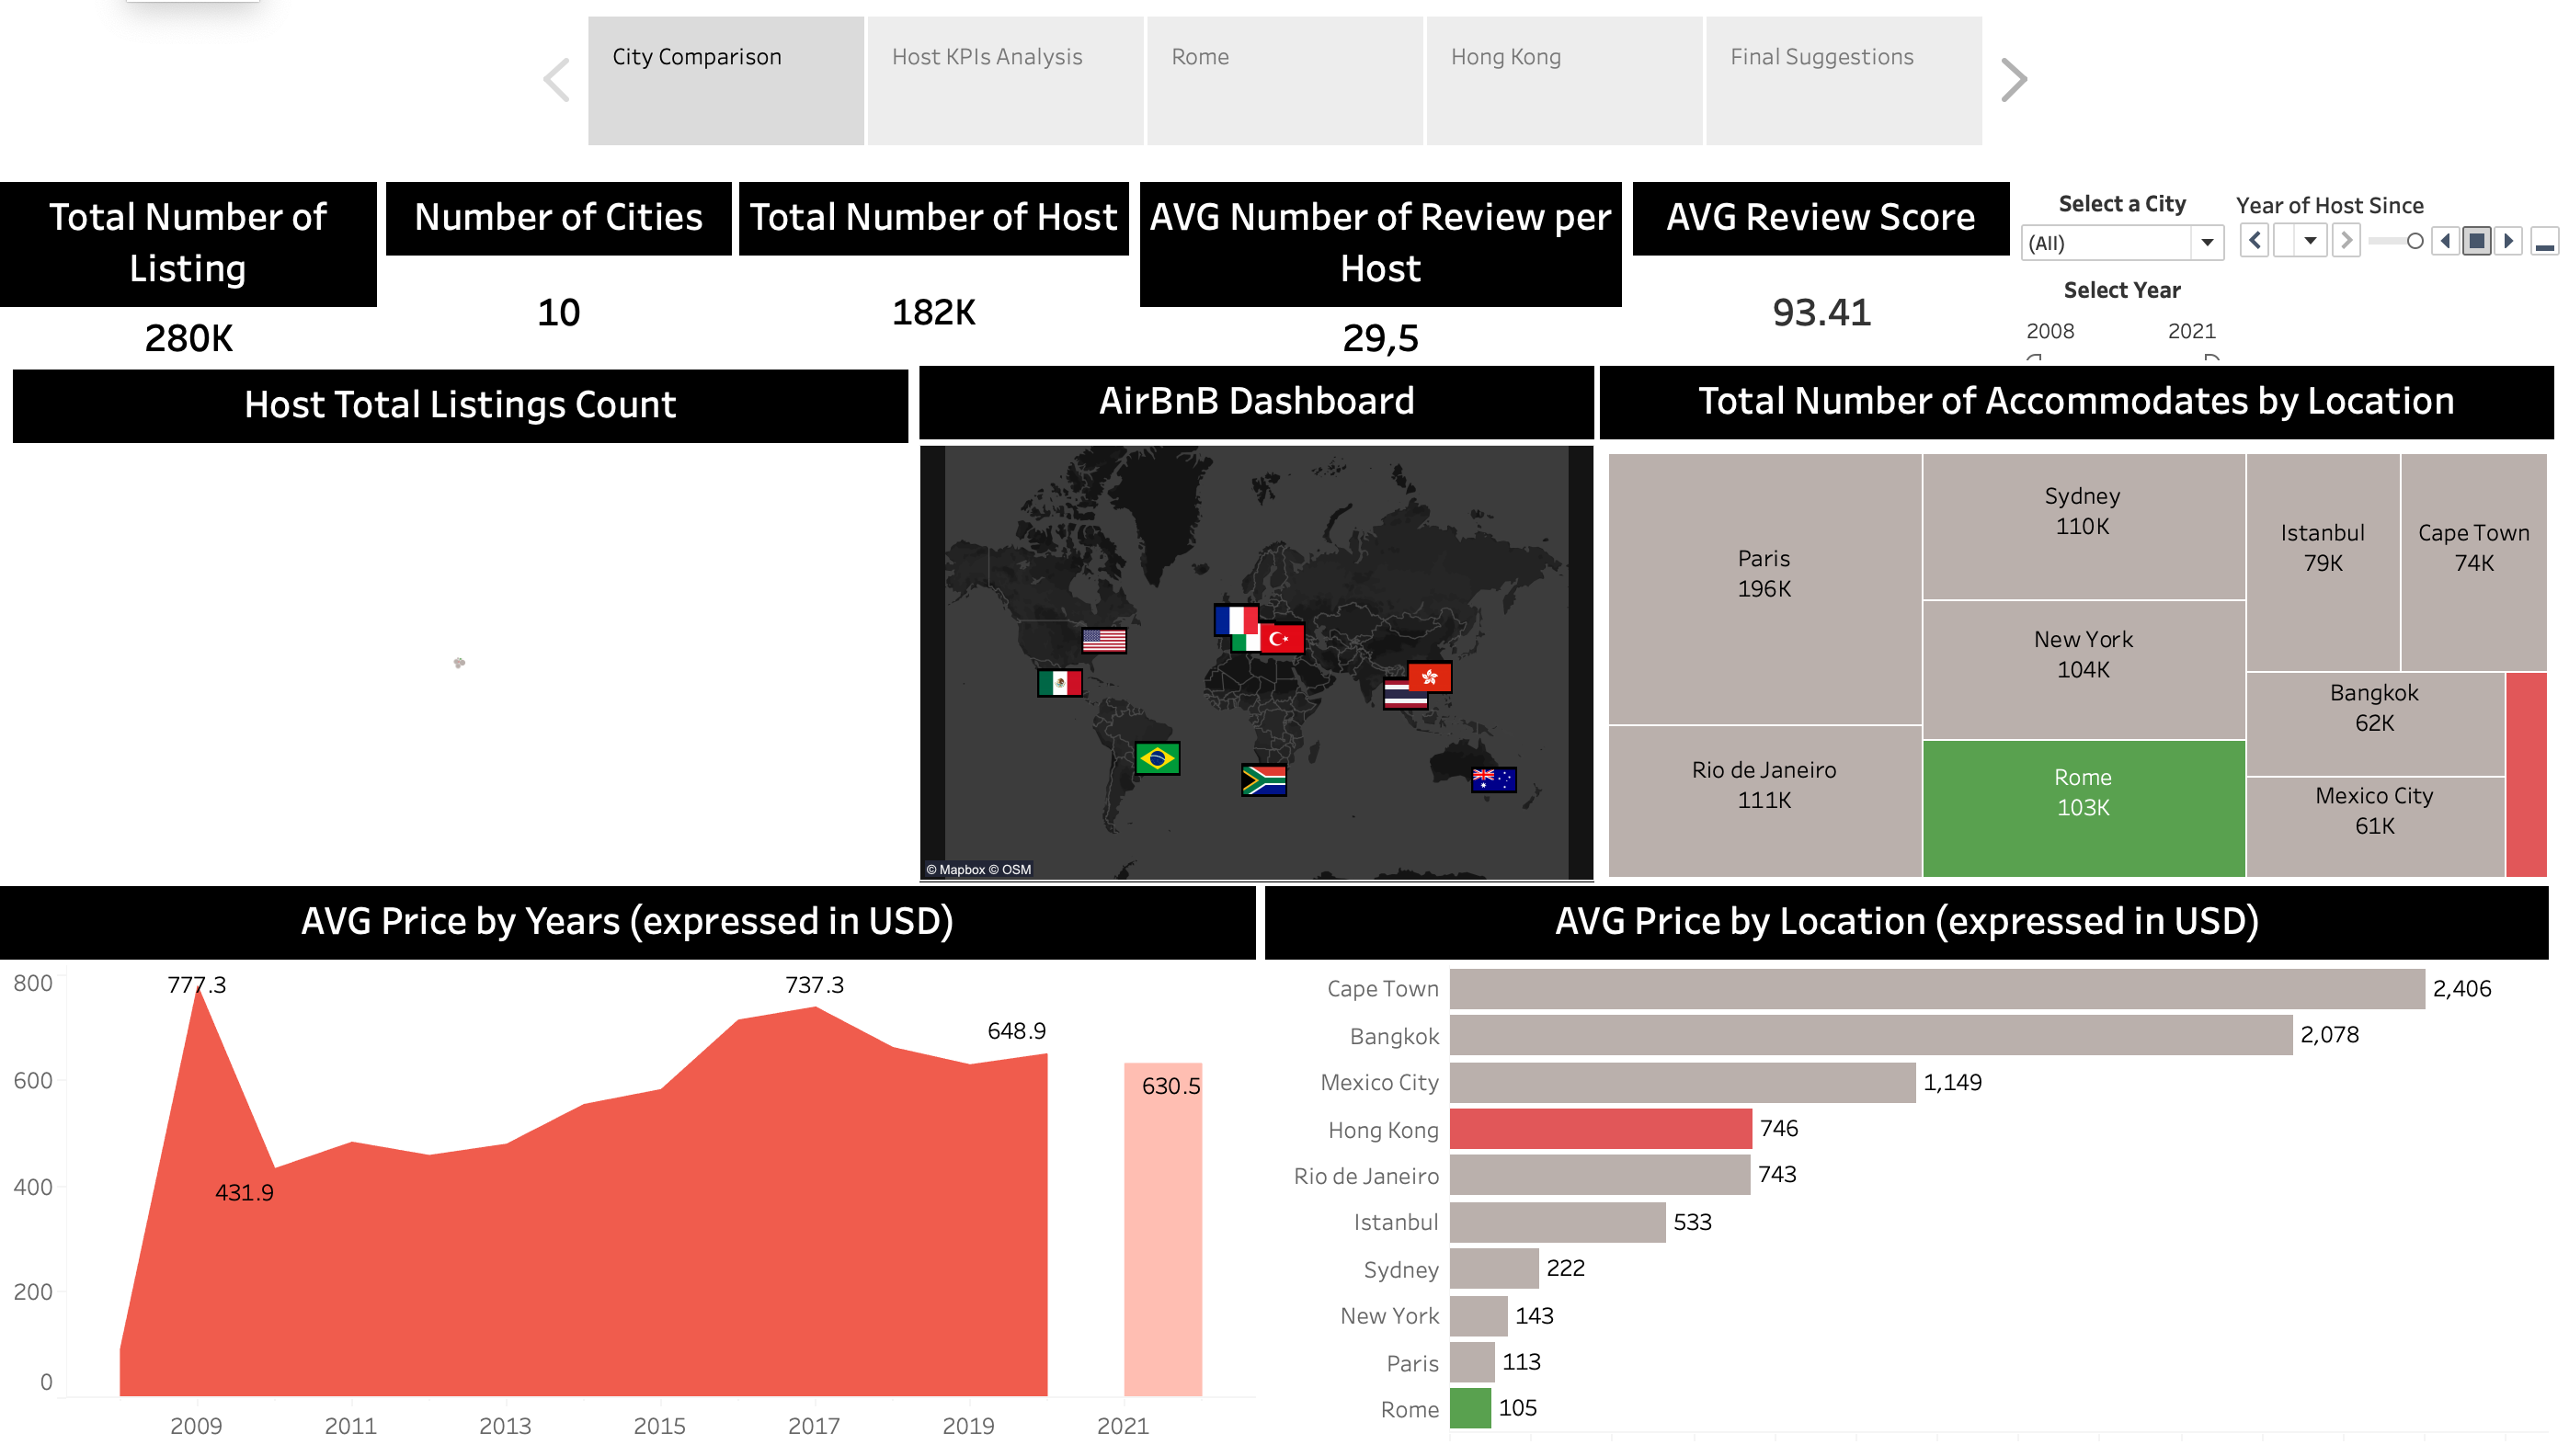 City Comparison
Host KPIs Analysis
Rome
Hong Kong
Final Suggestions
Total Number of
Listing
280K
Number of Cities
10
Total Number of Host
182K
AVG Number of Review per
Host
29,5
AVG Review Score
93.41
Select a City
(All)
Year of Host Since
Select Year
2008
2021
Host Total Listings Count
AirBnB Dashboard
© Mapbox © OSM
Total Number of Accommodates by Location
Paris
196K
Rio de Janeiro
111K
Sydney
110K
New York
104K
Rome
103K
Istanbul
79K
Cape Town
74K
Bangkok
62K
Mexico City
61K
AVG Price by Years (expressed in USD)
800
600
400
200
0
777.3
431.9
737.3
648.9
630.5
2009
2011
2013
2015
2017
2019
2021
AVG Price by Location (expressed in USD)
Cape Town 2,406
Bangkok 2,078
Mexico City 1,149
Hong Kong 746
Rio de Janeiro 743
Istanbul 533
Sydney 222
New York 143
Paris 113
Rome 105